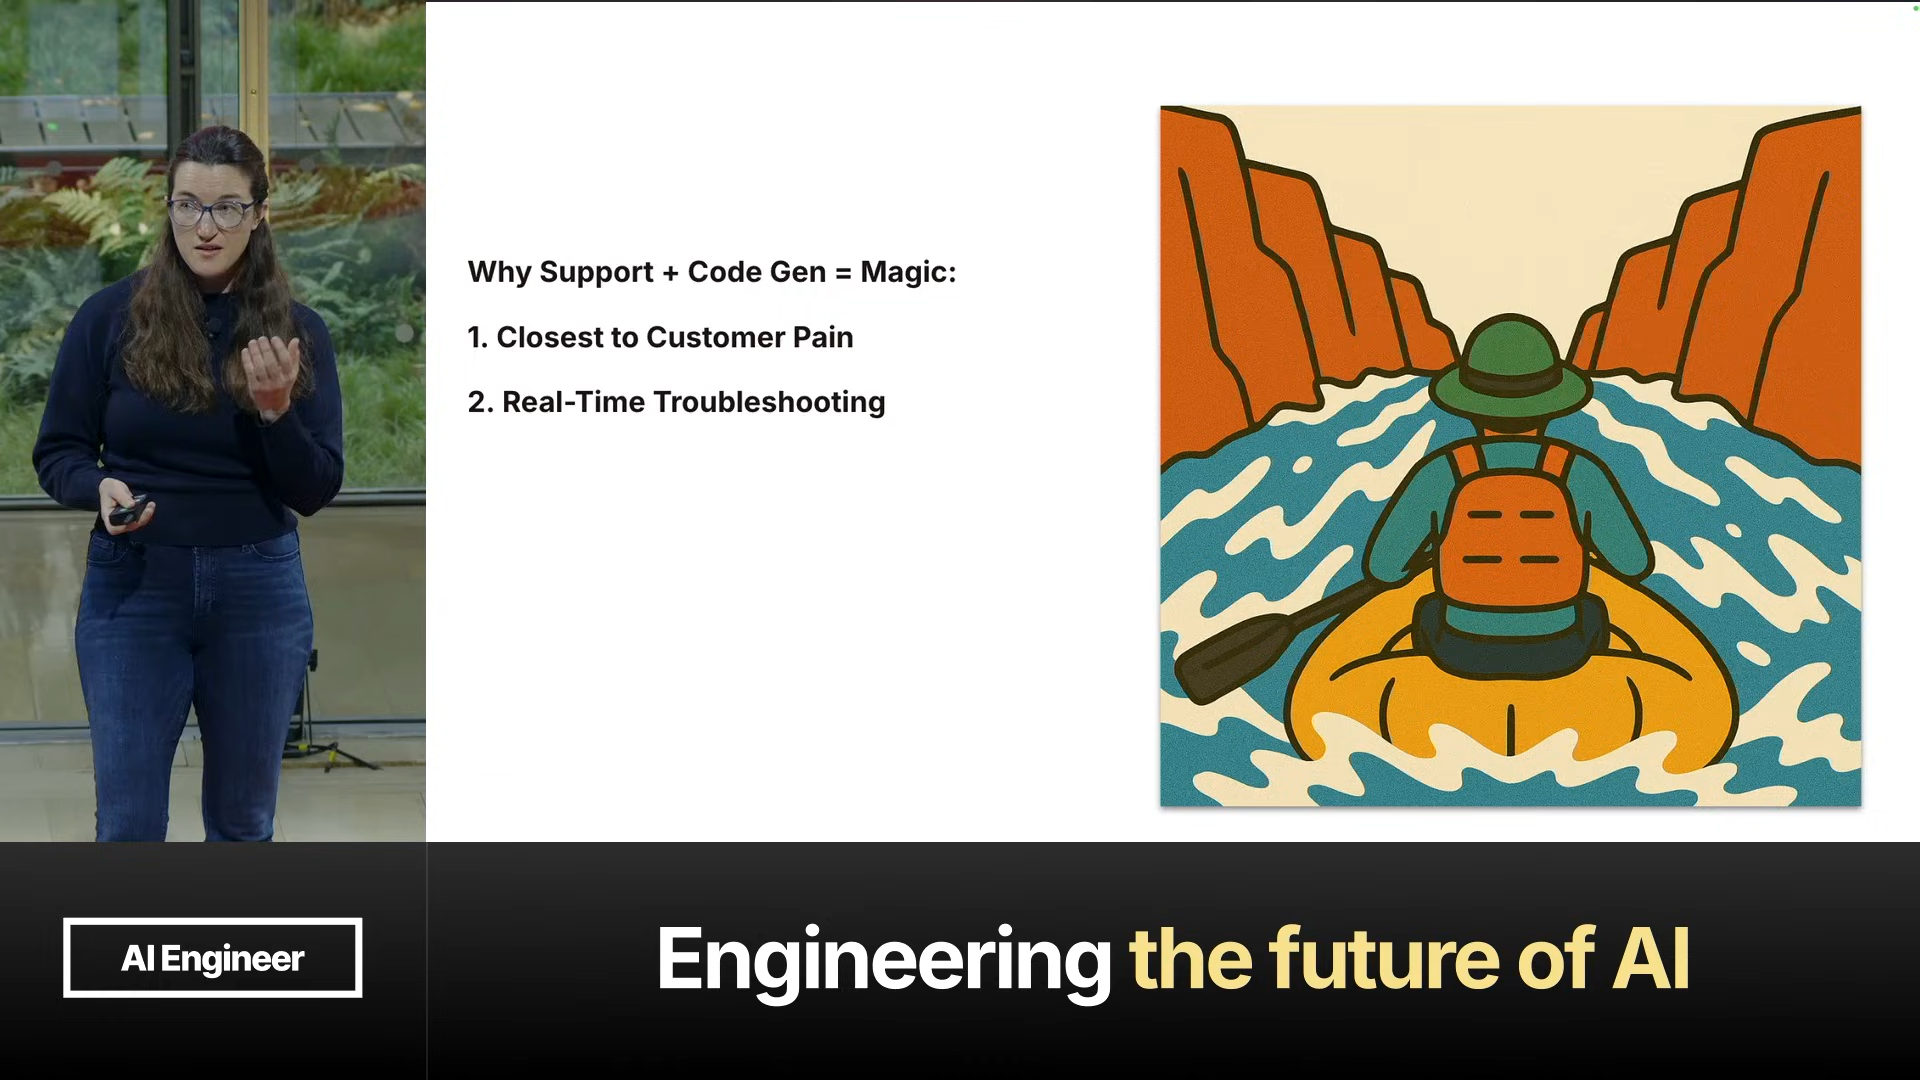 Why Support + Code Gen = Magic:
1. Closest to Customer Pain
2. Real-Time Troubleshooting
AI Engineer
Engineering the future of AI